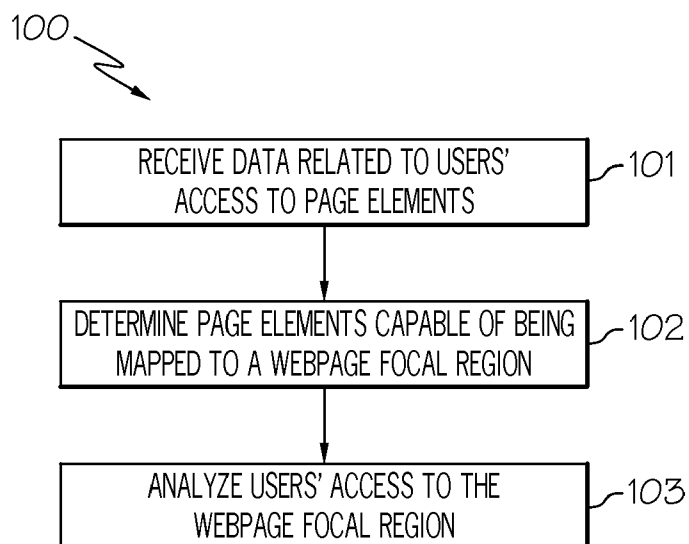 100
RECEIVE DATA RELATED TO USERS'
ACCESS TO PAGE ELEMENTS
101
DETERMINE PAGE ELEMENTS CAPABLE OF BEING
MAPPED TO A WEBPAGE FOCAL REGION
102
ANALYZE USERS' ACCESS TO THE
WEBPAGE FOCAL REGION
103